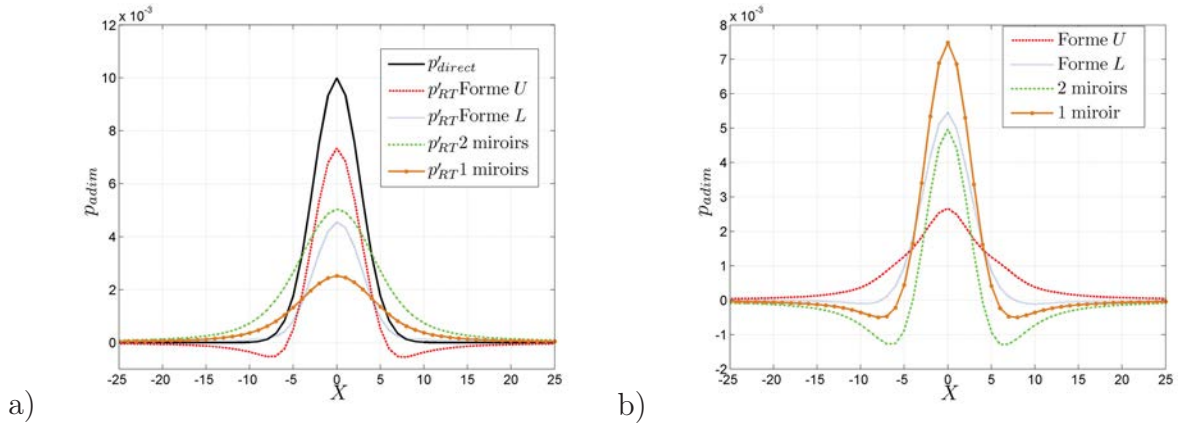 a)
12 x 10⁻³
10
8
6
4
2
0
p_adim
-25 -20 -15 -10 -5 0 5 10 15 20 25
X
p'_direct
p'_RT Forme U
p'_RT Forme L
p'_RT 2 miroirs
p'_RT 1 miroirs
b)
8 x 10⁻³
7
6
5
4
3
2
1
0
-1
-2
p_adim
-25 -20 -15 -10 -5 0 5 10 15 20 25
X
Forme U
Forme L
2 miroirs
1 miroir